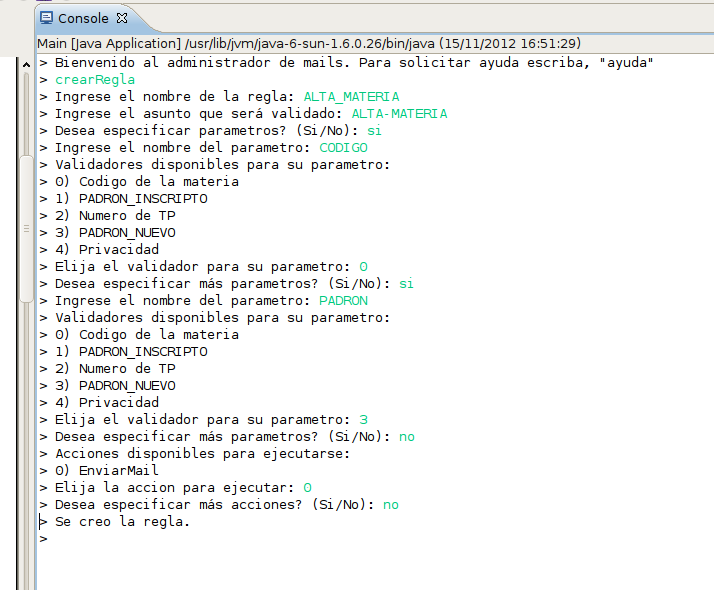 Console
Main [Java Application] /usr/lib/jvm/java-6-sun-1.6.0.26/bin/java (15/11/2012 16:51:29)
> Bienvenido al administrador de mails. Para solicitar ayuda escriba, "ayuda"
> crearRegla
> Ingrese el nombre de la regla: ALTA_MATERIA
> Ingrese el asunto que será validado: ALTA-MATERIA
> Desea especificar parametros? (Si/No): si
> Ingrese el nombre del parametro: CODIGO
> Validadores disponibles para su parametro:
> 0) Codigo de la materia
> 1) PADRON_INSCRIPTO
> 2) Numero de TP
> 3) PADRON_NUEVO
> 4) Privacidad
> Elija el validador para su parametro: 0
> Desea especificar más parametros? (Si/No): si
> Ingrese el nombre del parametro: PADRON
> Validadores disponibles para su parametro:
> 0) Codigo de la materia
> 1) PADRON_INSCRIPTO
> 2) Numero de TP
> 3) PADRON_NUEVO
> 4) Privacidad
> Elija el validador para su parametro: 3
> Desea especificar más parametros? (Si/No): no
> Acciones disponibles para ejecutarse:
> 0) EnviarMail
> Elija la accion para ejecutar: 0
> Desea especificar más acciones? (Si/No): no
> Se creo la regla.
>